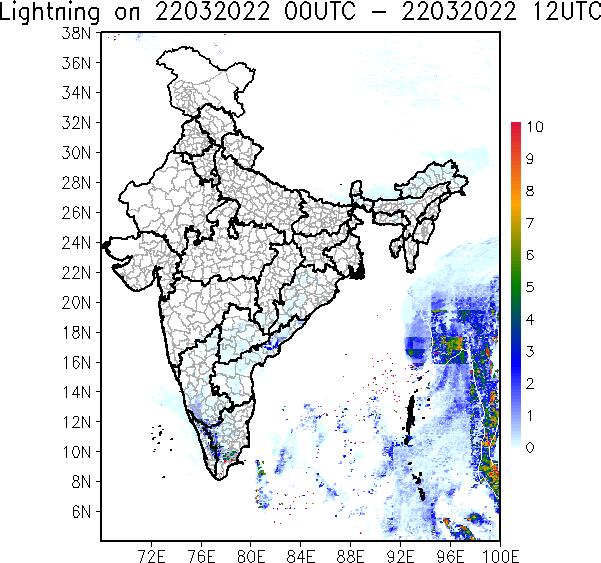 Lightning on 22032022 00UTC – 22032022 12UTC
38N
36N
34N
32N
30N
28N
26N
24N
22N
20N
18N
16N
14N
12N
10N
8N
6N
72E 76E 80E 84E 88E 92E 96E 100E
10
9
8
7
6
5
4
3
2
1
0